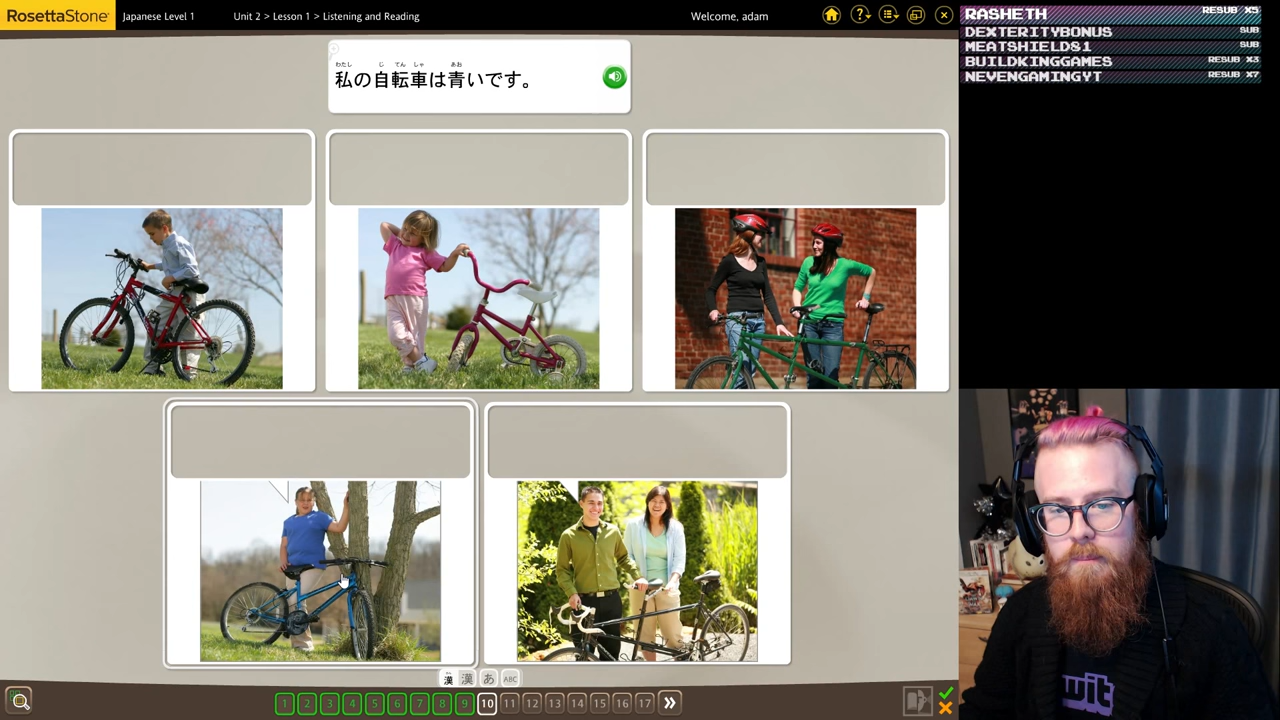 RosettaStone
Japanese Level 1
Unit 2 > Lesson 1 > Listening and Reading
Welcome, adam
わたし じ てん しゃ あお
私の自転車は青いです。
漢 漢 あ ABC
1 2 3 4 5 6 7 8 9 10 11 12 13 14 15 16 17
RASHETH RESUB X5
DEXTERITYBONUS SUB
MEATSHIELD81 SUB
BUILDKINGGAMES RESUB X3
NEVENGAMINGYT RESUB X7
wit